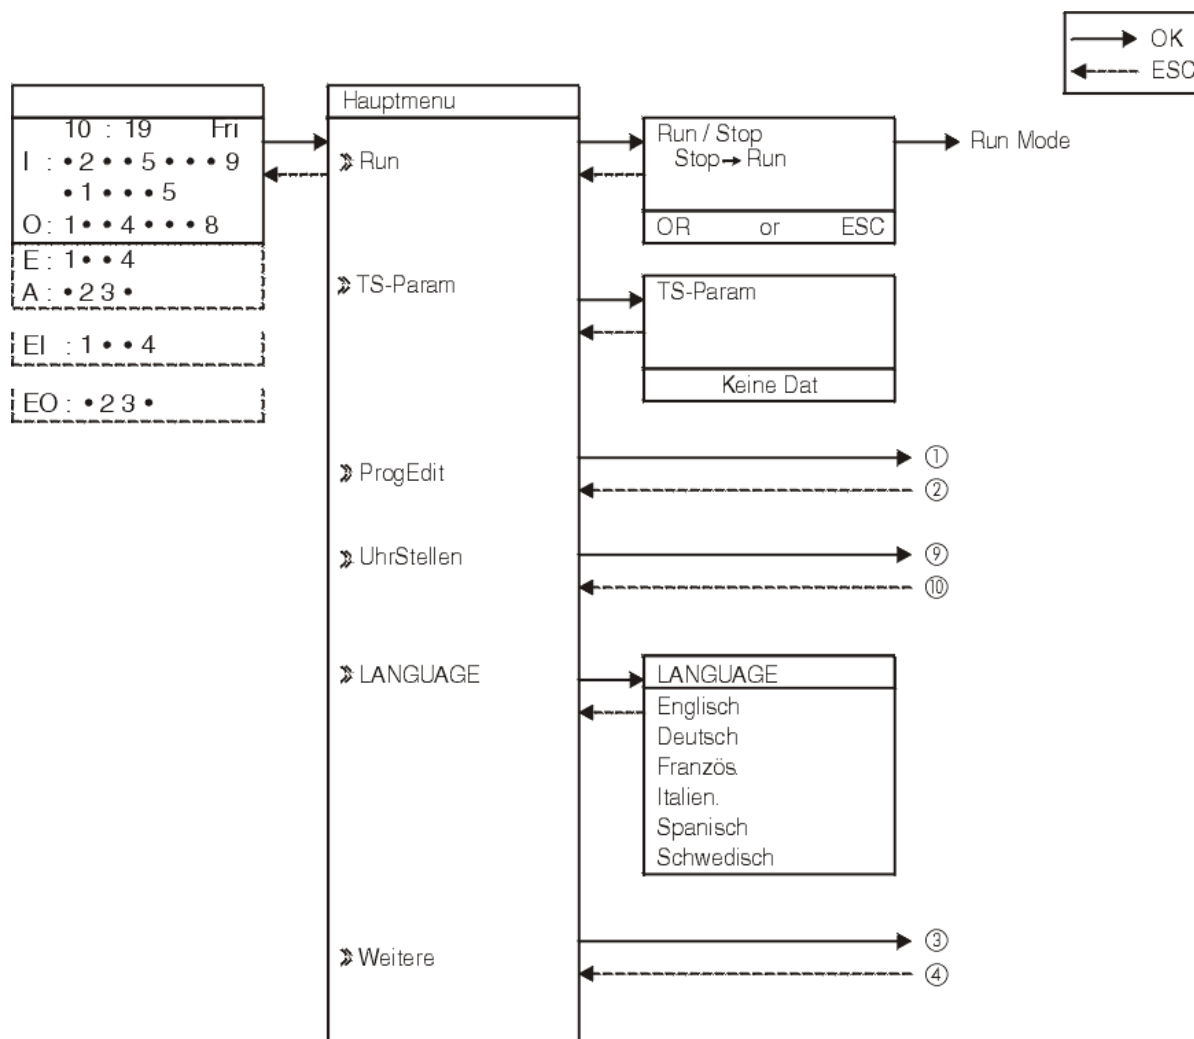 OK
ESC
10 : 19 Fri
I : •2••5•••9
•1•••5
O : 1••4•••8
E : 1••4
A : •23•
EI : 1••4
EO : •23•
Hauptmenu
» Run
» TS-Param
» ProgEdit
» UhrStellen
» LANGUAGE
» Weitere
Run / Stop
Stop → Run
OR or ESC
Run Mode
TS-Param
Keine Dat
①
②
⑨
⑩
LANGUAGE
Englisch
Deutsch
Französ.
Italien.
Spanisch
Schwedisch
③
④